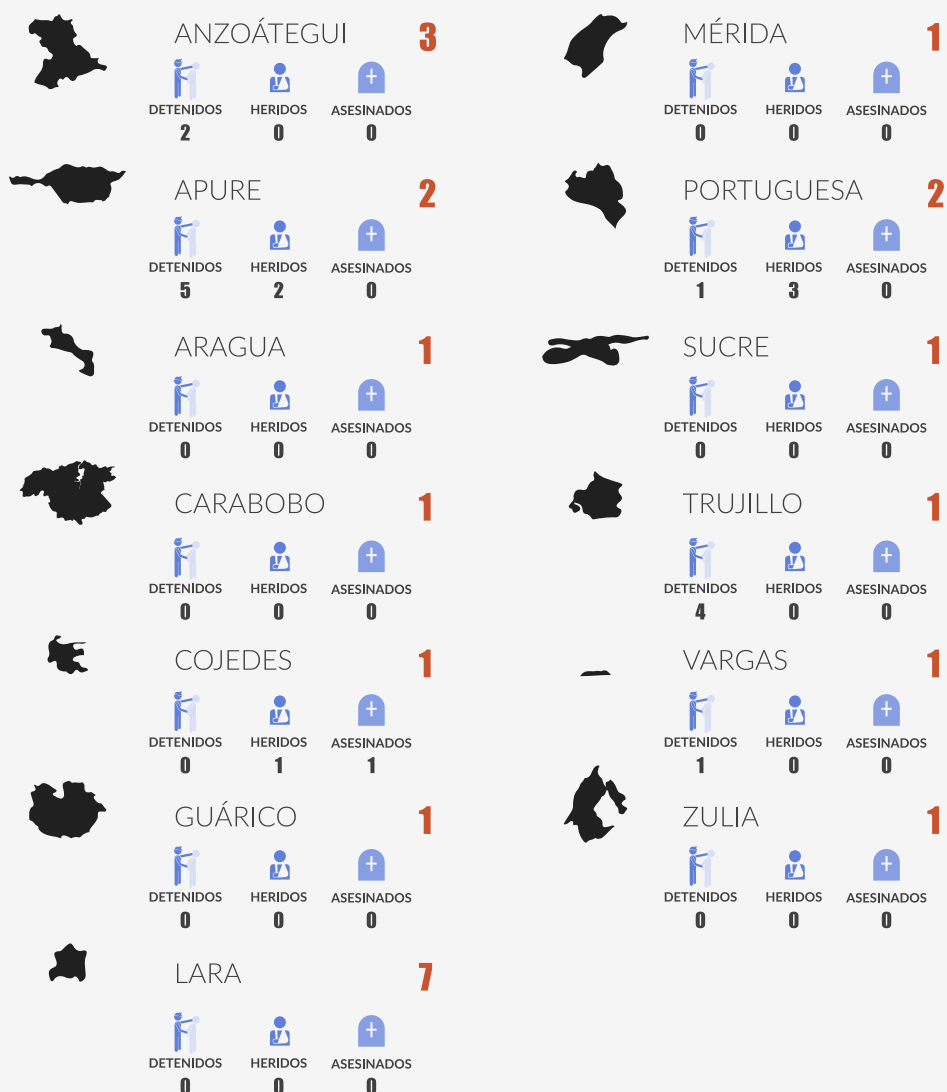 ANZOÁTEGUI 3
DETENIDOS HERIDOS ASESINADOS
2 0 0
APURE 2
DETENIDOS HERIDOS ASESINADOS
5 2 0
ARAGUA 1
DETENIDOS HERIDOS ASESINADOS
0 0 0
CARABOBO 1
DETENIDOS HERIDOS ASESINADOS
0 0 0
COJEDES 1
DETENIDOS HERIDOS ASESINADOS
0 1 1
GUÁRICO 1
DETENIDOS HERIDOS ASESINADOS
0 0 0
LARA 7
DETENIDOS HERIDOS ASESINADOS
0 0 0
MÉRIDA 1
DETENIDOS HERIDOS ASESINADOS
0 0 0
PORTUGUESA 2
DETENIDOS HERIDOS ASESINADOS
1 3 0
SUCRE 1
DETENIDOS HERIDOS ASESINADOS
0 0 0
TRUJILLO 1
DETENIDOS HERIDOS ASESINADOS
4 0 0
VARGAS 1
DETENIDOS HERIDOS ASESINADOS
1 0 0
ZULIA 1
DETENIDOS HERIDOS ASESINADOS
0 0 0